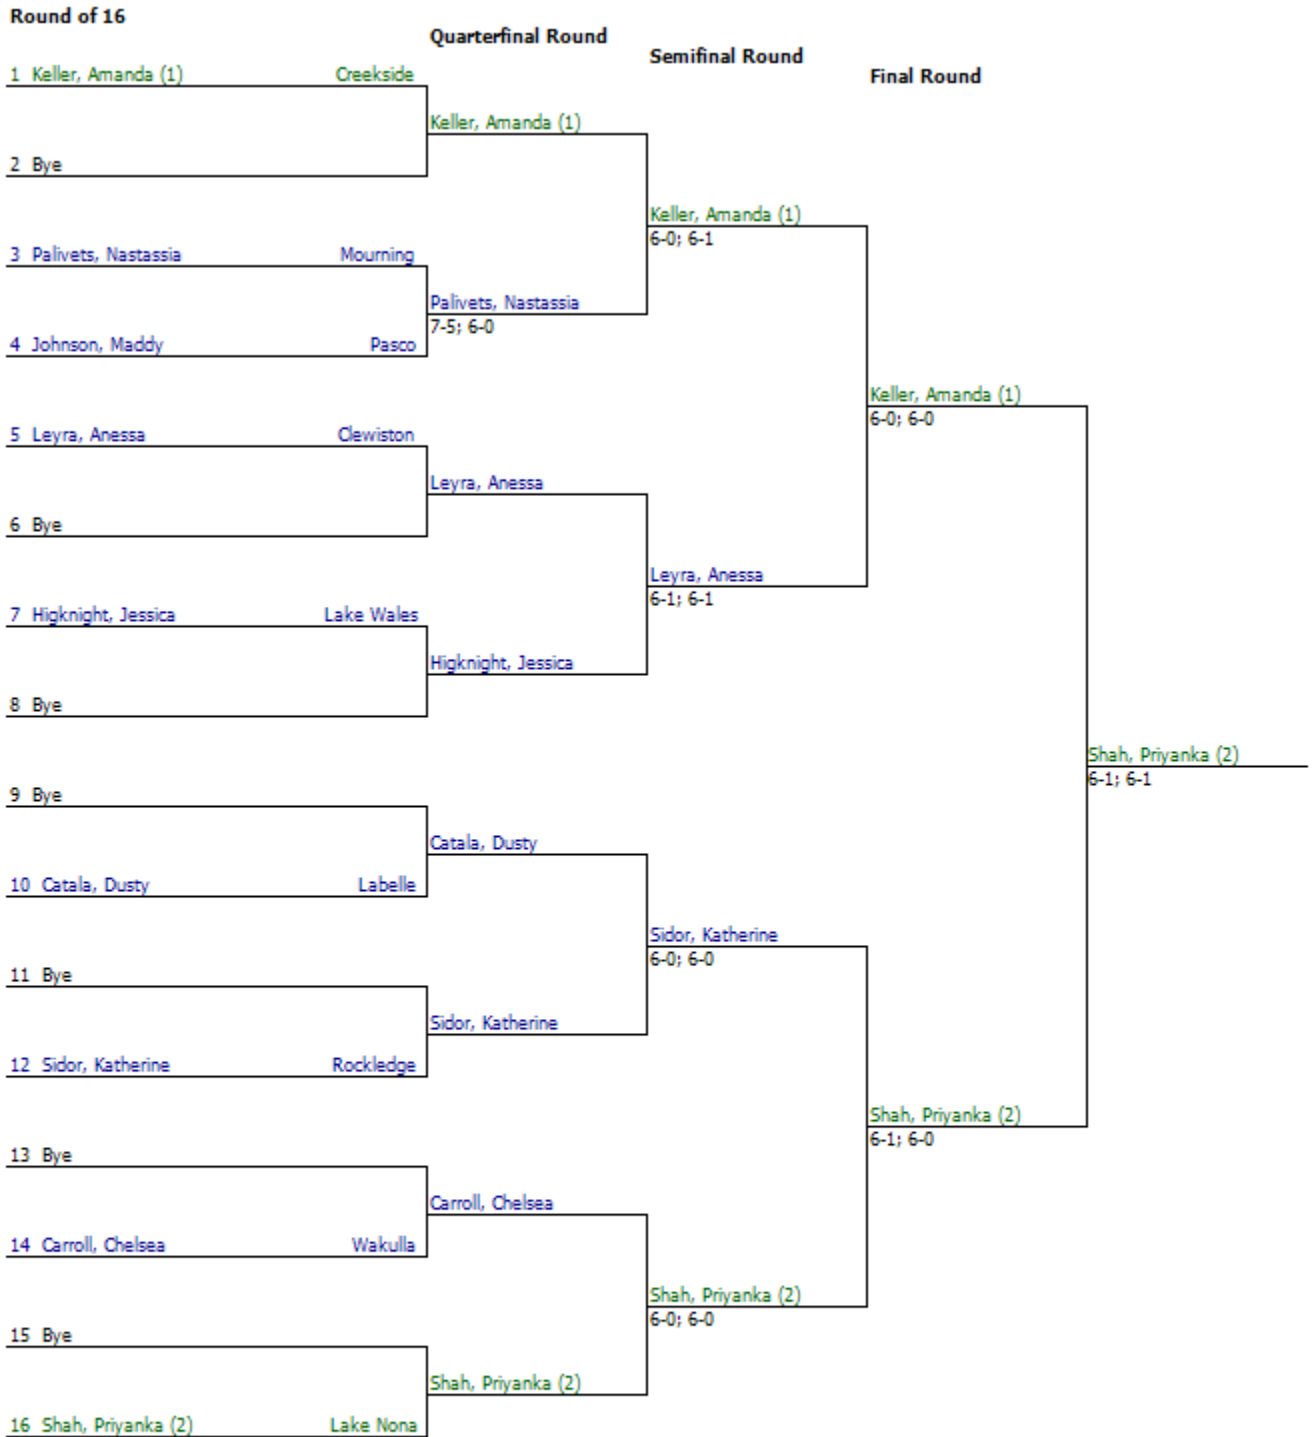 Round of 16
Quarterfinal Round
Semifinal Round
Final Round
1 Keller, Amanda (1) Creekside
Keller, Amanda (1)
2 Bye
Keller, Amanda (1)
6-0; 6-1
3 Palivets, Nastassia Mourning
Palivets, Nastassia
7-5; 6-0
4 Johnson, Maddy Pasco
Keller, Amanda (1)
6-0; 6-0
5 Leyra, Anessa Clewiston
Leyra, Anessa
6 Bye
Leyra, Anessa
6-1; 6-1
7 Higknight, Jessica Lake Wales
Higknight, Jessica
8 Bye
Shah, Priyanka (2)
6-1; 6-1
9 Bye
Catala, Dusty
10 Catala, Dusty Labelle
Sidor, Katherine
6-0; 6-0
11 Bye
Sidor, Katherine
12 Sidor, Katherine Rockledge
Shah, Priyanka (2)
6-1; 6-0
13 Bye
Carroll, Chelsea
14 Carroll, Chelsea Wakulla
Shah, Priyanka (2)
6-0; 6-0
15 Bye
Shah, Priyanka (2)
16 Shah, Priyanka (2) Lake Nona